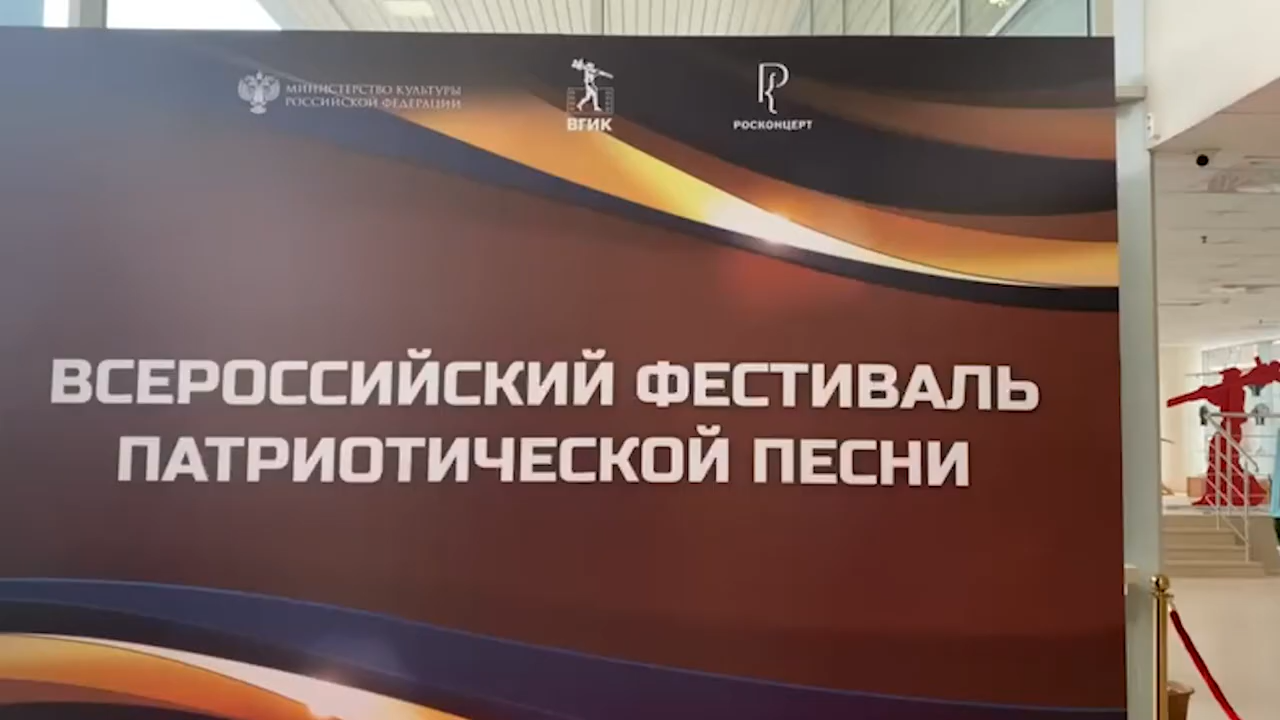 МИНИСТЕРСТВО КУЛЬТУРЫ
РОССИЙСКОЙ ФЕДЕРАЦИИ
ВГИК
РОСКОНЦЕРТ
ВСЕРОССИЙСКИЙ ФЕСТИВАЛЬ
ПАТРИОТИЧЕСКОЙ ПЕСНИ